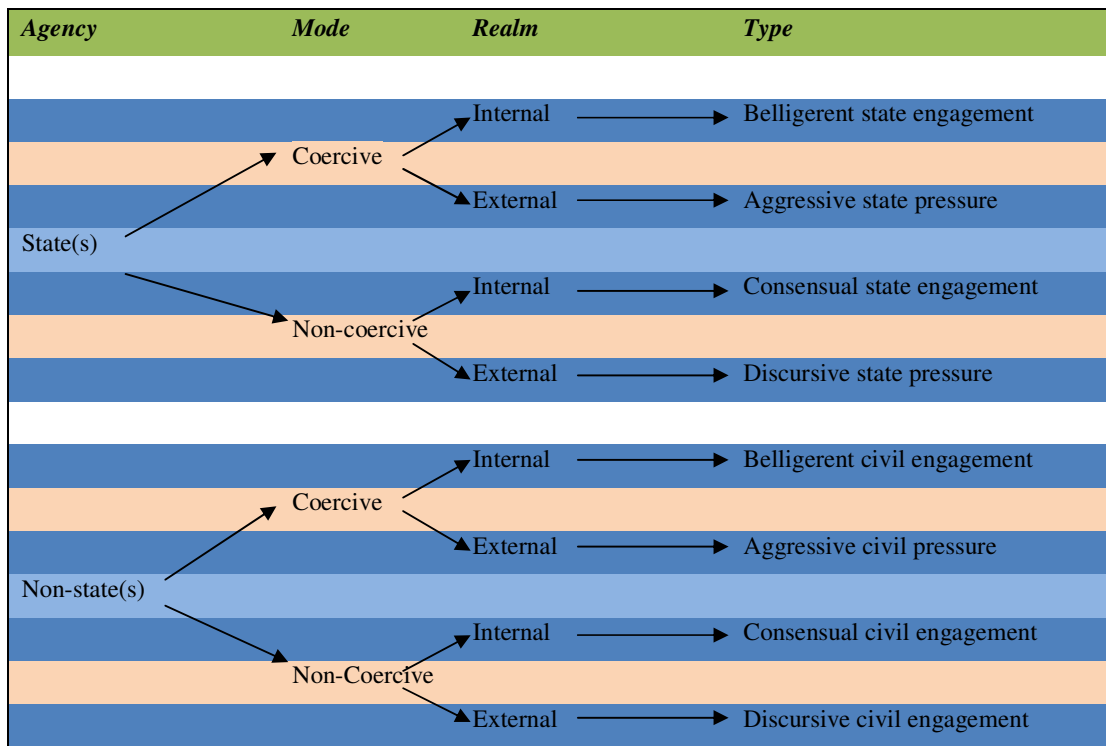 Agency Mode Realm Type
Internal Belligerent state engagement
Coercive
External Aggressive state pressure
State(s)
Internal Consensual state engagement
Non-coercive
External Discursive state pressure
Internal Belligerent civil engagement
Coercive
External Aggressive civil pressure
Non-state(s)
Internal Consensual civil engagement
Non-Coercive
External Discursive civil engagement